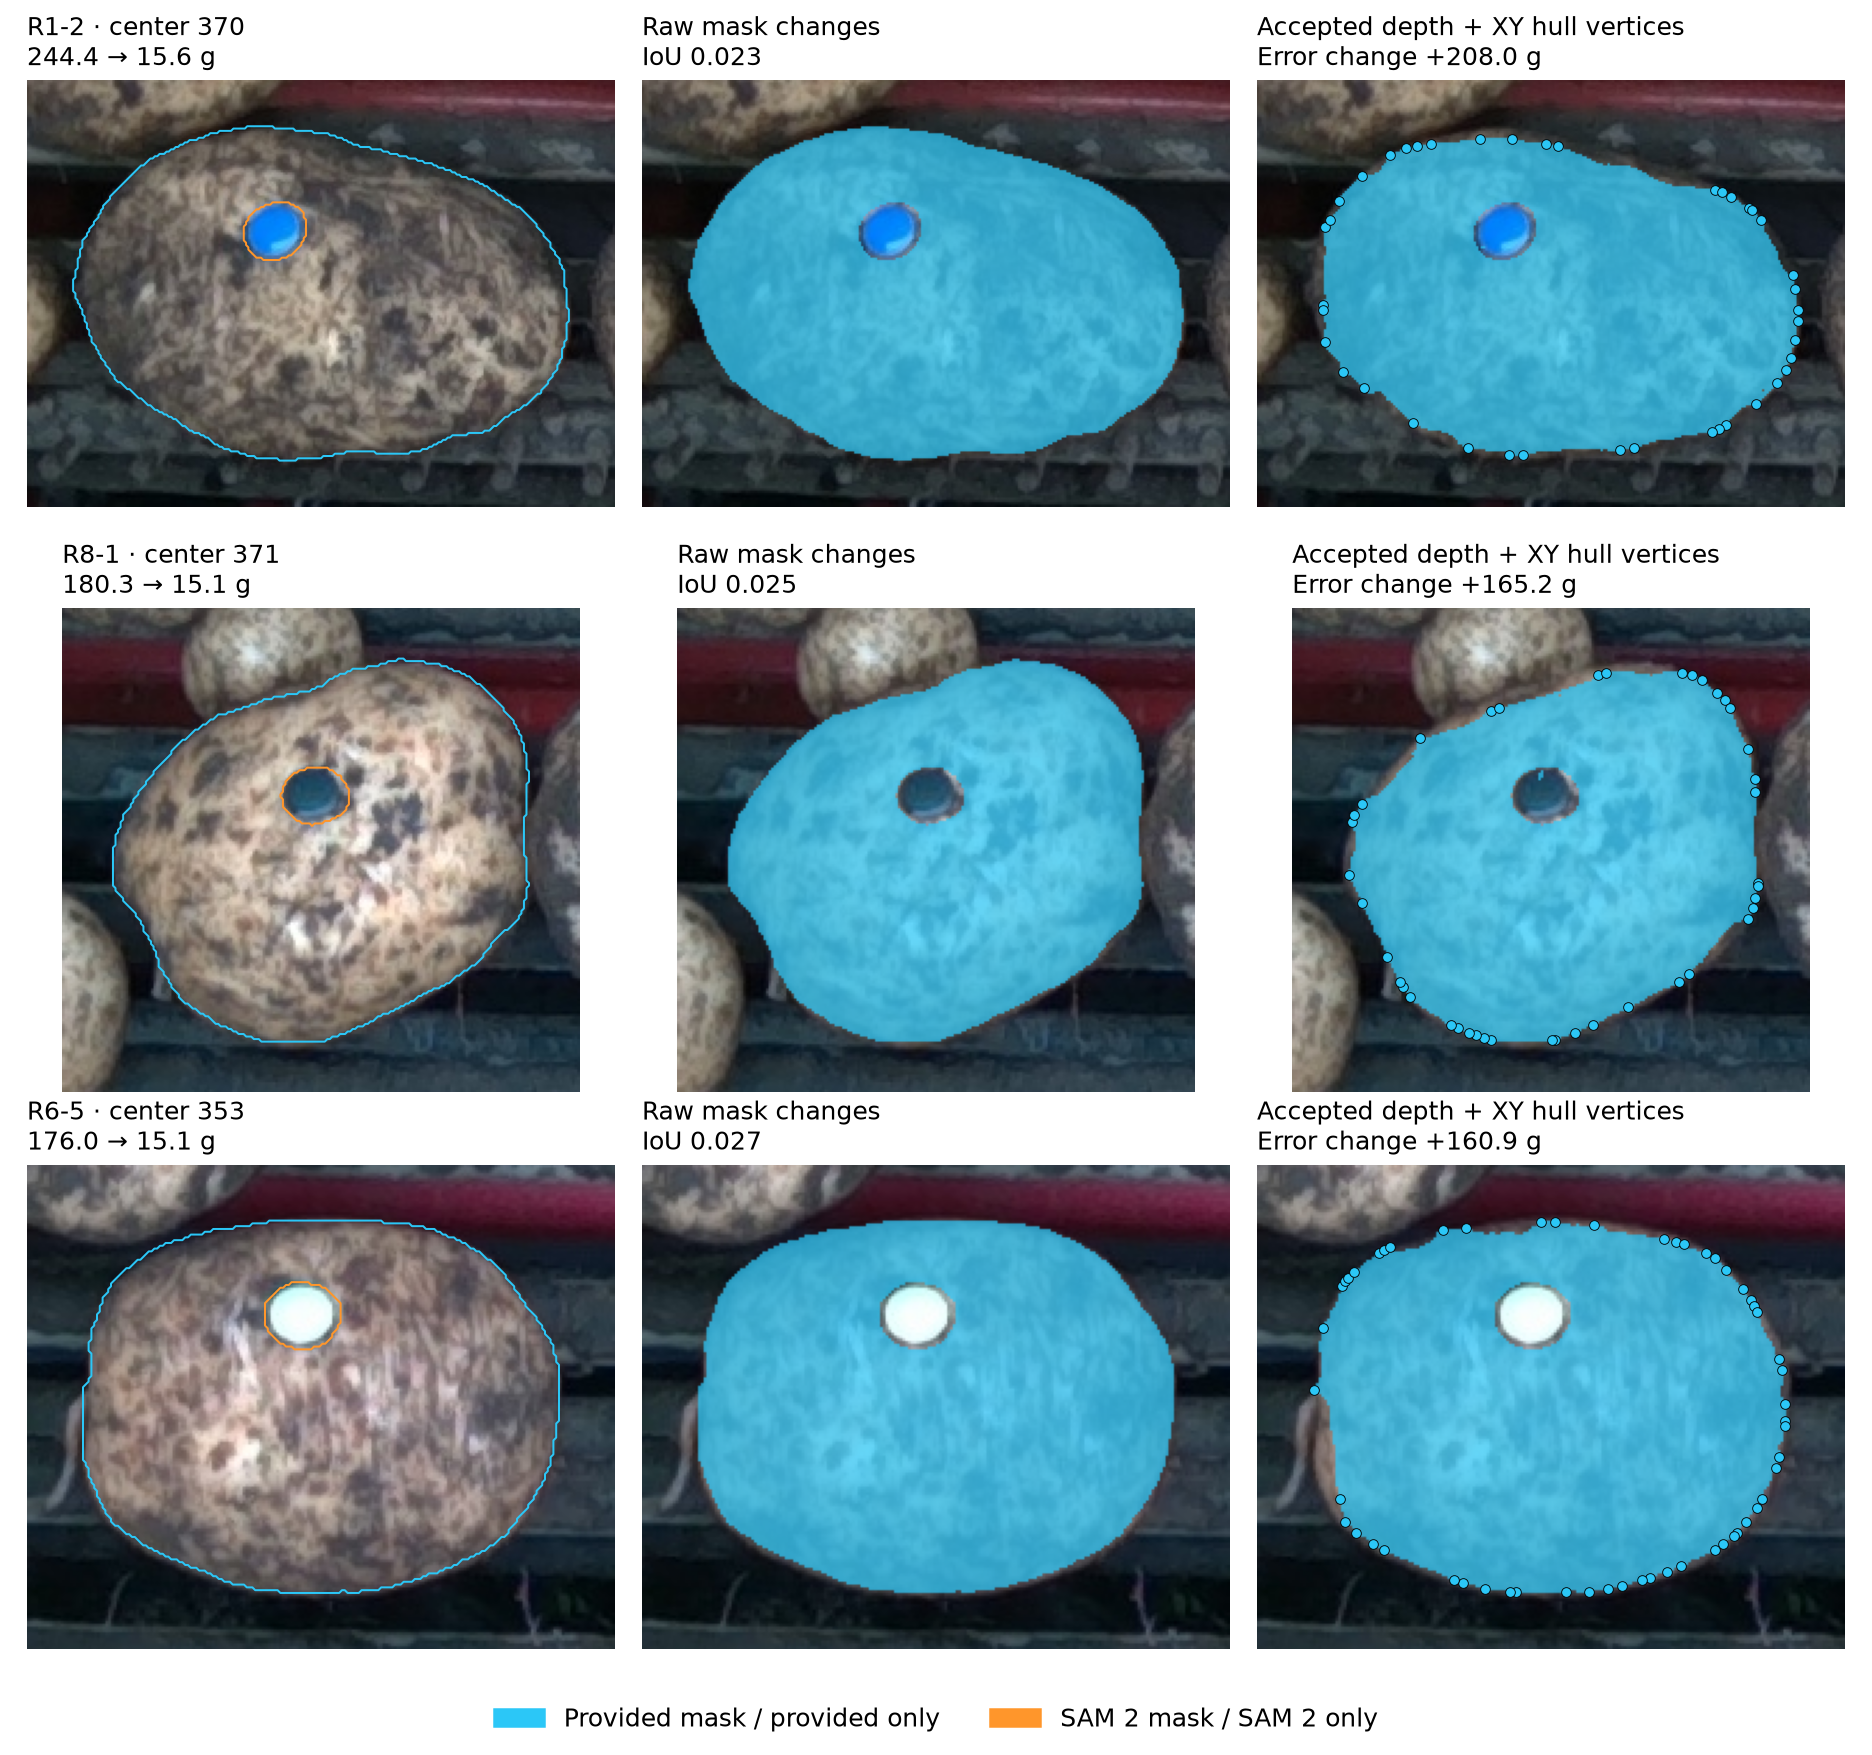 R1-2 · center 370
244.4 → 15.6 g
Raw mask changes
IoU 0.023
Accepted depth + XY hull vertices
Error change +208.0 g
R8-1 · center 371
180.3 → 15.1 g
Raw mask changes
IoU 0.025
Accepted depth + XY hull vertices
Error change +165.2 g
R6-5 · center 353
176.0 → 15.1 g
Raw mask changes
IoU 0.027
Accepted depth + XY hull vertices
Error change +160.9 g
Provided mask / provided only
SAM 2 mask / SAM 2 only